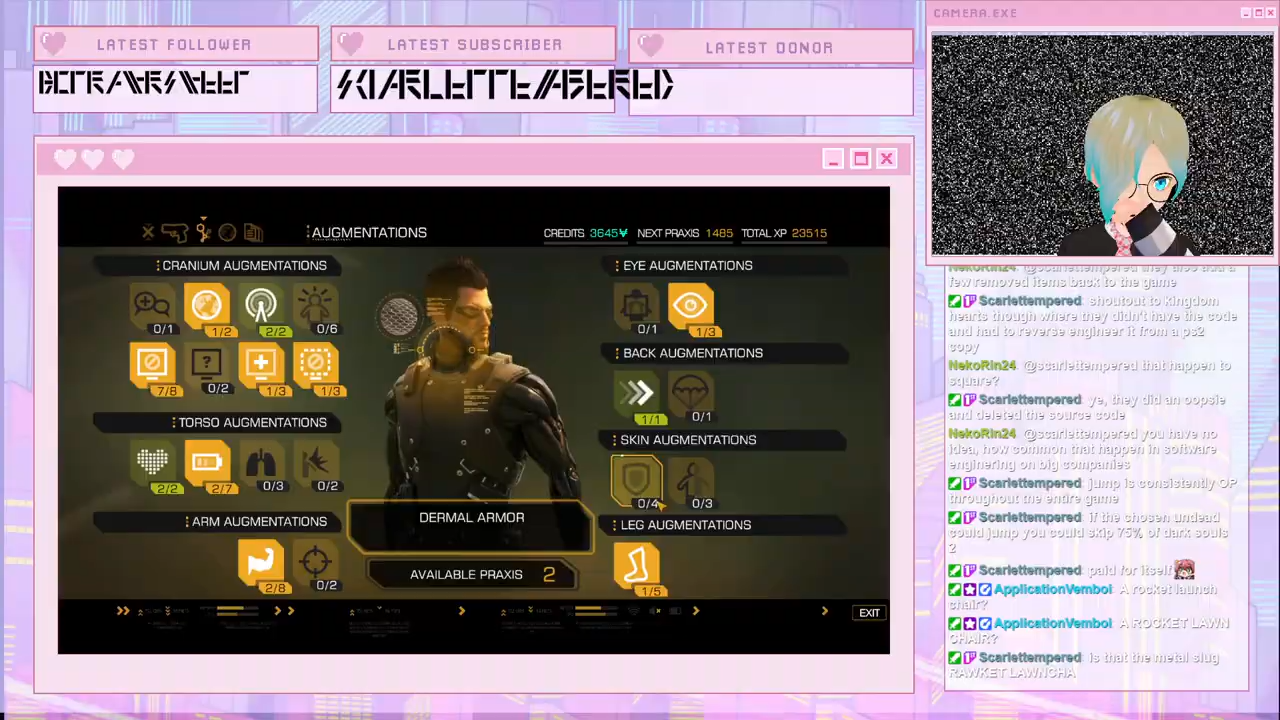 LATEST FOLLOWER
LATEST SUBSCRIBER
LATEST DONOR
CAMERA.EXE
AUGMENTATIONS
CREDITS 3645
NEXT PRAXIS 1485
TOTAL XP 23515
CRANIUM AUGMENTATIONS
0/1
1/2
2/2
0/6
7/8
0/2
1/3
1/3
TORSO AUGMENTATIONS
2/2
2/7
0/3
0/2
ARM AUGMENTATIONS
2/8
0/2
DERMAL ARMOR
AVAILABLE PRAXIS 2
EYE AUGMENTATIONS
0/1
1/3
BACK AUGMENTATIONS
1/1
0/1
SKIN AUGMENTATIONS
0/4
0/3
LEG AUGMENTATIONS
1/5
EXIT
NekoRin24: @scarlettempered they also add a
few removed items back to the game
Scarlettempered: shoutout to kingdom
hearts though where they didn't have the code
and had to reverse engineer it from a ps2
copy
NekoRin24: @scarlettempered that happen to
square?
Scarlettempered: ye, they did an oopsie
and deleted the source code
NekoRin24: @scarlettempered you have no
idea, how common that happen in software
enginering on big companies
Scarlettempered: jump is consistently OP
throughout the entire game
Scarlettempered: if the chosen undead
could jump you could skip 75% of dark souls
2
Scarlettempered: paid for itself
ApplicationVemboi: A rocket launch
chair?
ApplicationVemboi: A ROCKET LAWN
CHAIR?
Scarlettempered: is that the metal slug
RAWKET LAWNCHA